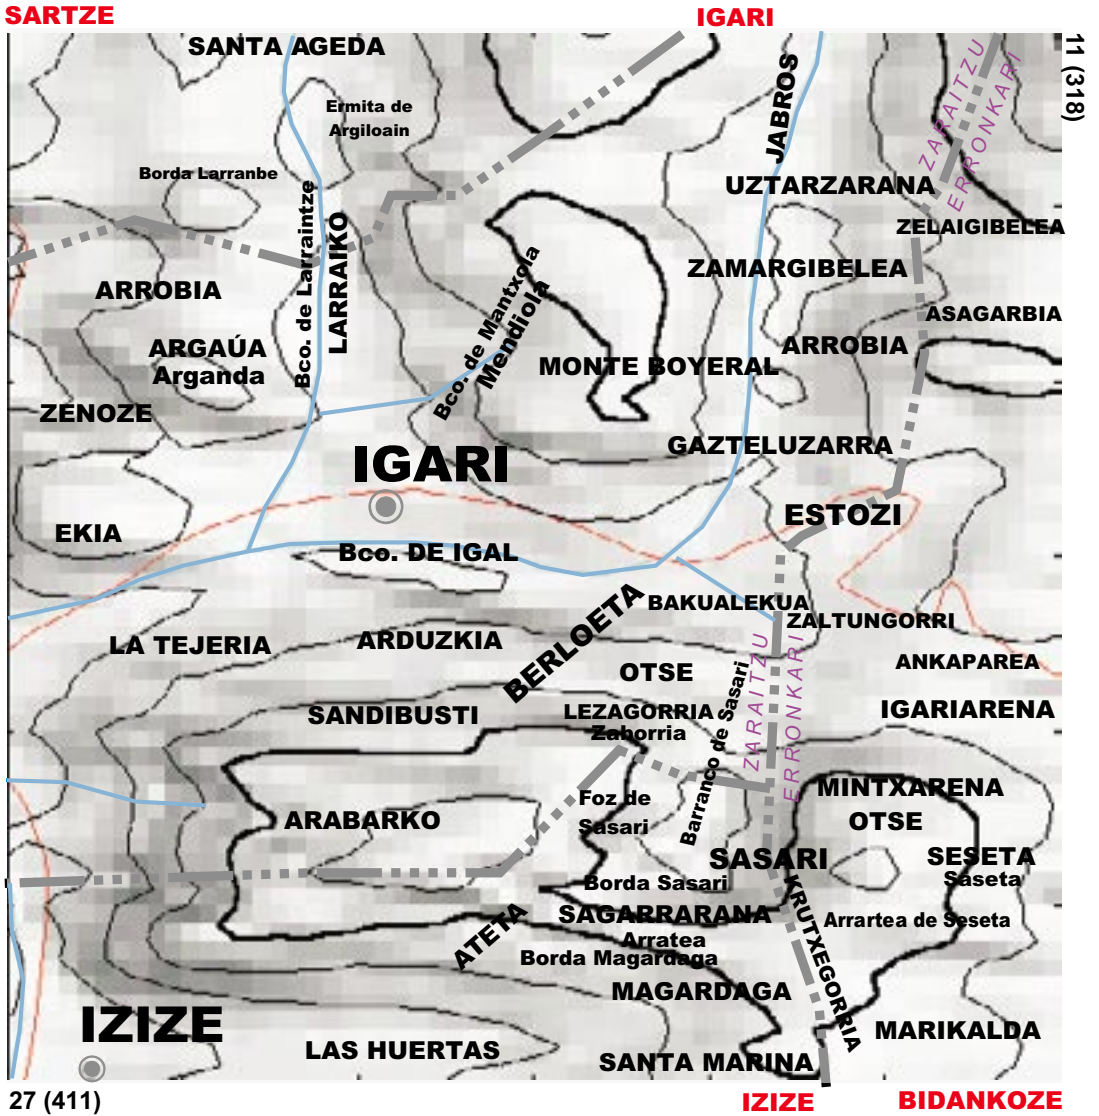 SARTZE
IGARI
11 (318)
SANTA AGEDA
JABROS
ZARAITZU
ERRONKARI
Ermita de
Argiloain
Borda Larranbe
UZTARZARANA
ZELAIGIBELEA
Bco. de Larraintze
LARRAIKO
ZAMARGIBELEA
ARROBIA
Bco. de Mantxola
Mendiola
ASAGARBIA
ARGAÚA
Arganda
MONTE BOYERAL
ARROBIA
ZENOZE
GAZTELUZARRA
IGARI
EKIA
ESTOZI
Bco. DE IGAL
BERLOETA
BAKUALEKUA
ZALTUNGORRI
LA TEJERIA
ARDUZKIA
OTSE
ZARAITZU
ERRONKARI
ANKAPAREA
SANDIBUSTI
LEZAGORRIA
Zaborria
Barranco de Sasari
IGARIARENA
MINTXARENA
OTSE
ARABARKO
Foz de
Sasari
SASARI
SESETA
Saseta
Borda Sasari
KRUTXEGORRIA
ATETA
SAGARRARANA
Arrartea de Seseta
Arratea
Borda Magardaga
MAGARDAGA
IZIZE
LAS HUERTAS
MARIKALDA
SANTA MARINA
27 (411)
IZIZE
BIDANKOZE